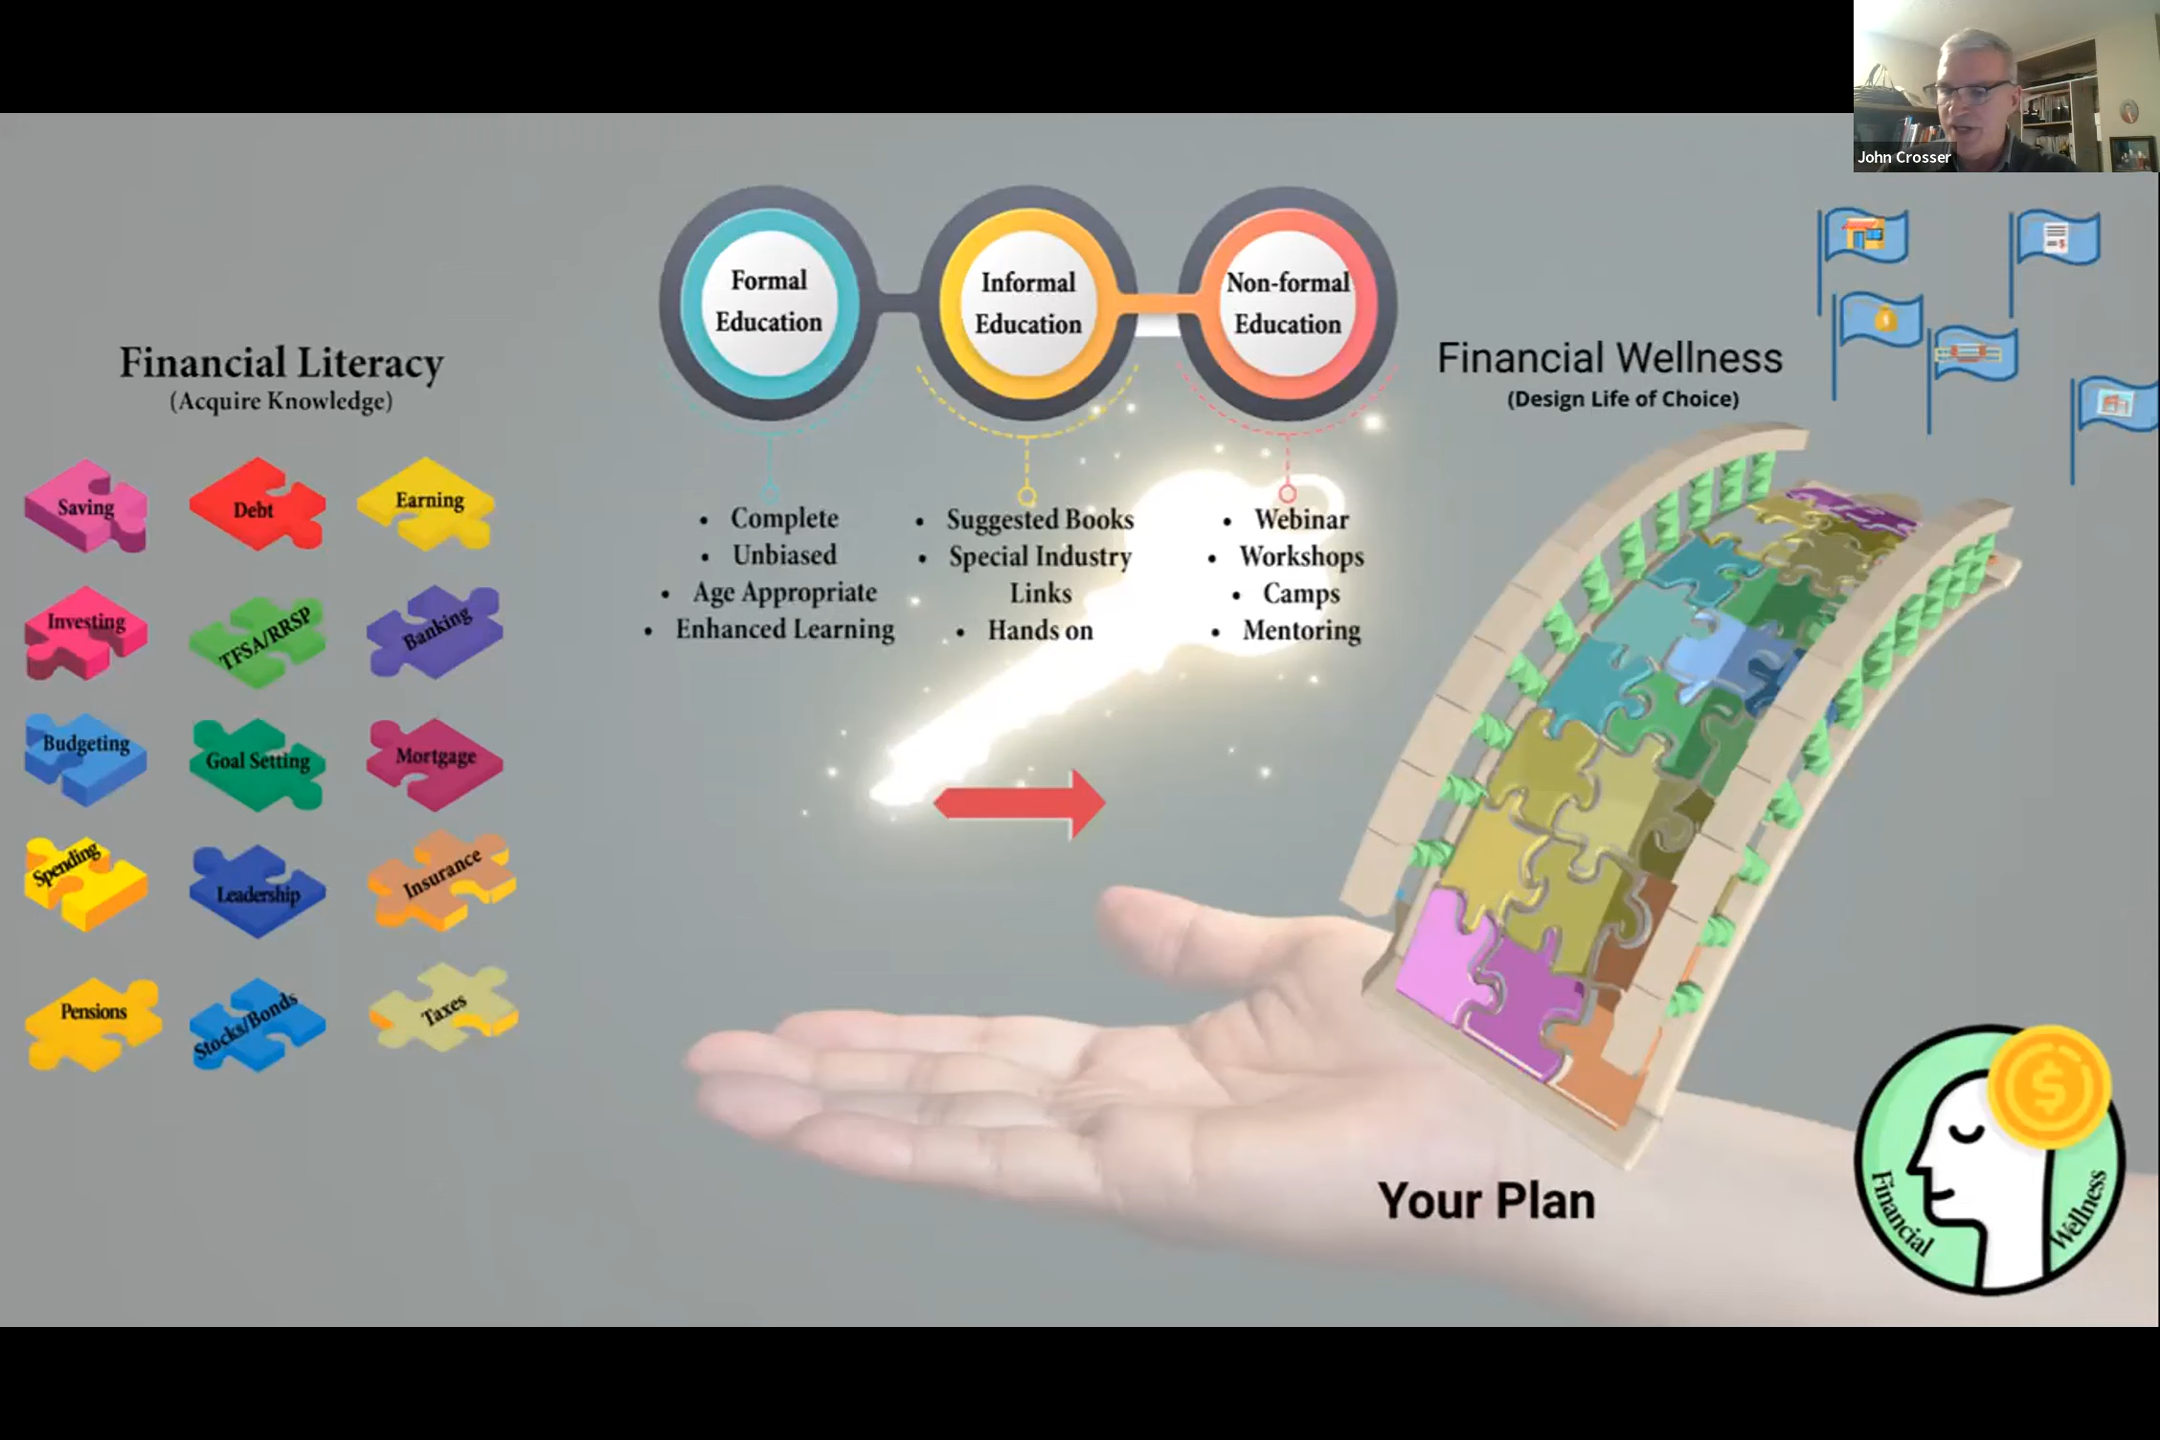 John Crosser
Formal
Education
Informal
Education
Non-formal
Education
Financial Literacy
(Acquire Knowledge)
Financial Wellness
(Design Life of Choice)
Saving
Debt
Earning
Investing
TFSA/RRSP
Banking
Budgeting
Goal Setting
Mortgage
Spending
Leadership
Insurance
Pensions
Stocks/Bonds
Taxes
• Complete
• Unbiased
• Age Appropriate
• Enhanced Learning
• Suggested Books
• Special Industry
Links
• Hands on
• Webinar
• Workshops
• Camps
• Mentoring
Your Plan
$
Financial
Wellness